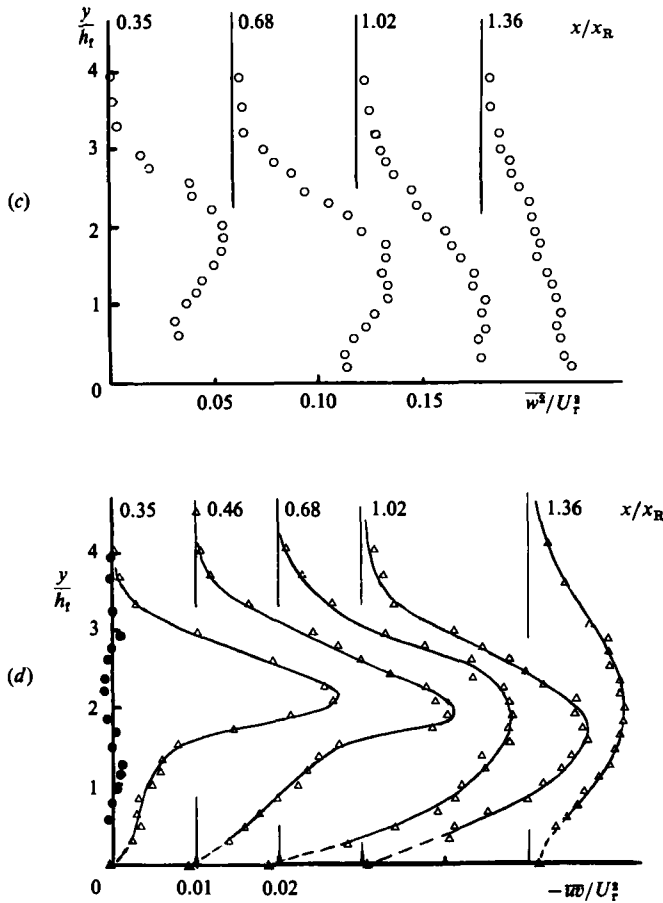 y/h_f
0.35 0.68 1.02 1.36 x/x_R
4
3
(c)
2
1
0
0.05 0.10 0.15 \overline{w^2}/U_r^2
0.35 0.46 0.68 1.02 1.36 x/x_R
4
y/h_f
3
(d)
2
1
0 0.01 0.02 -\overline{uv}/U_r^2